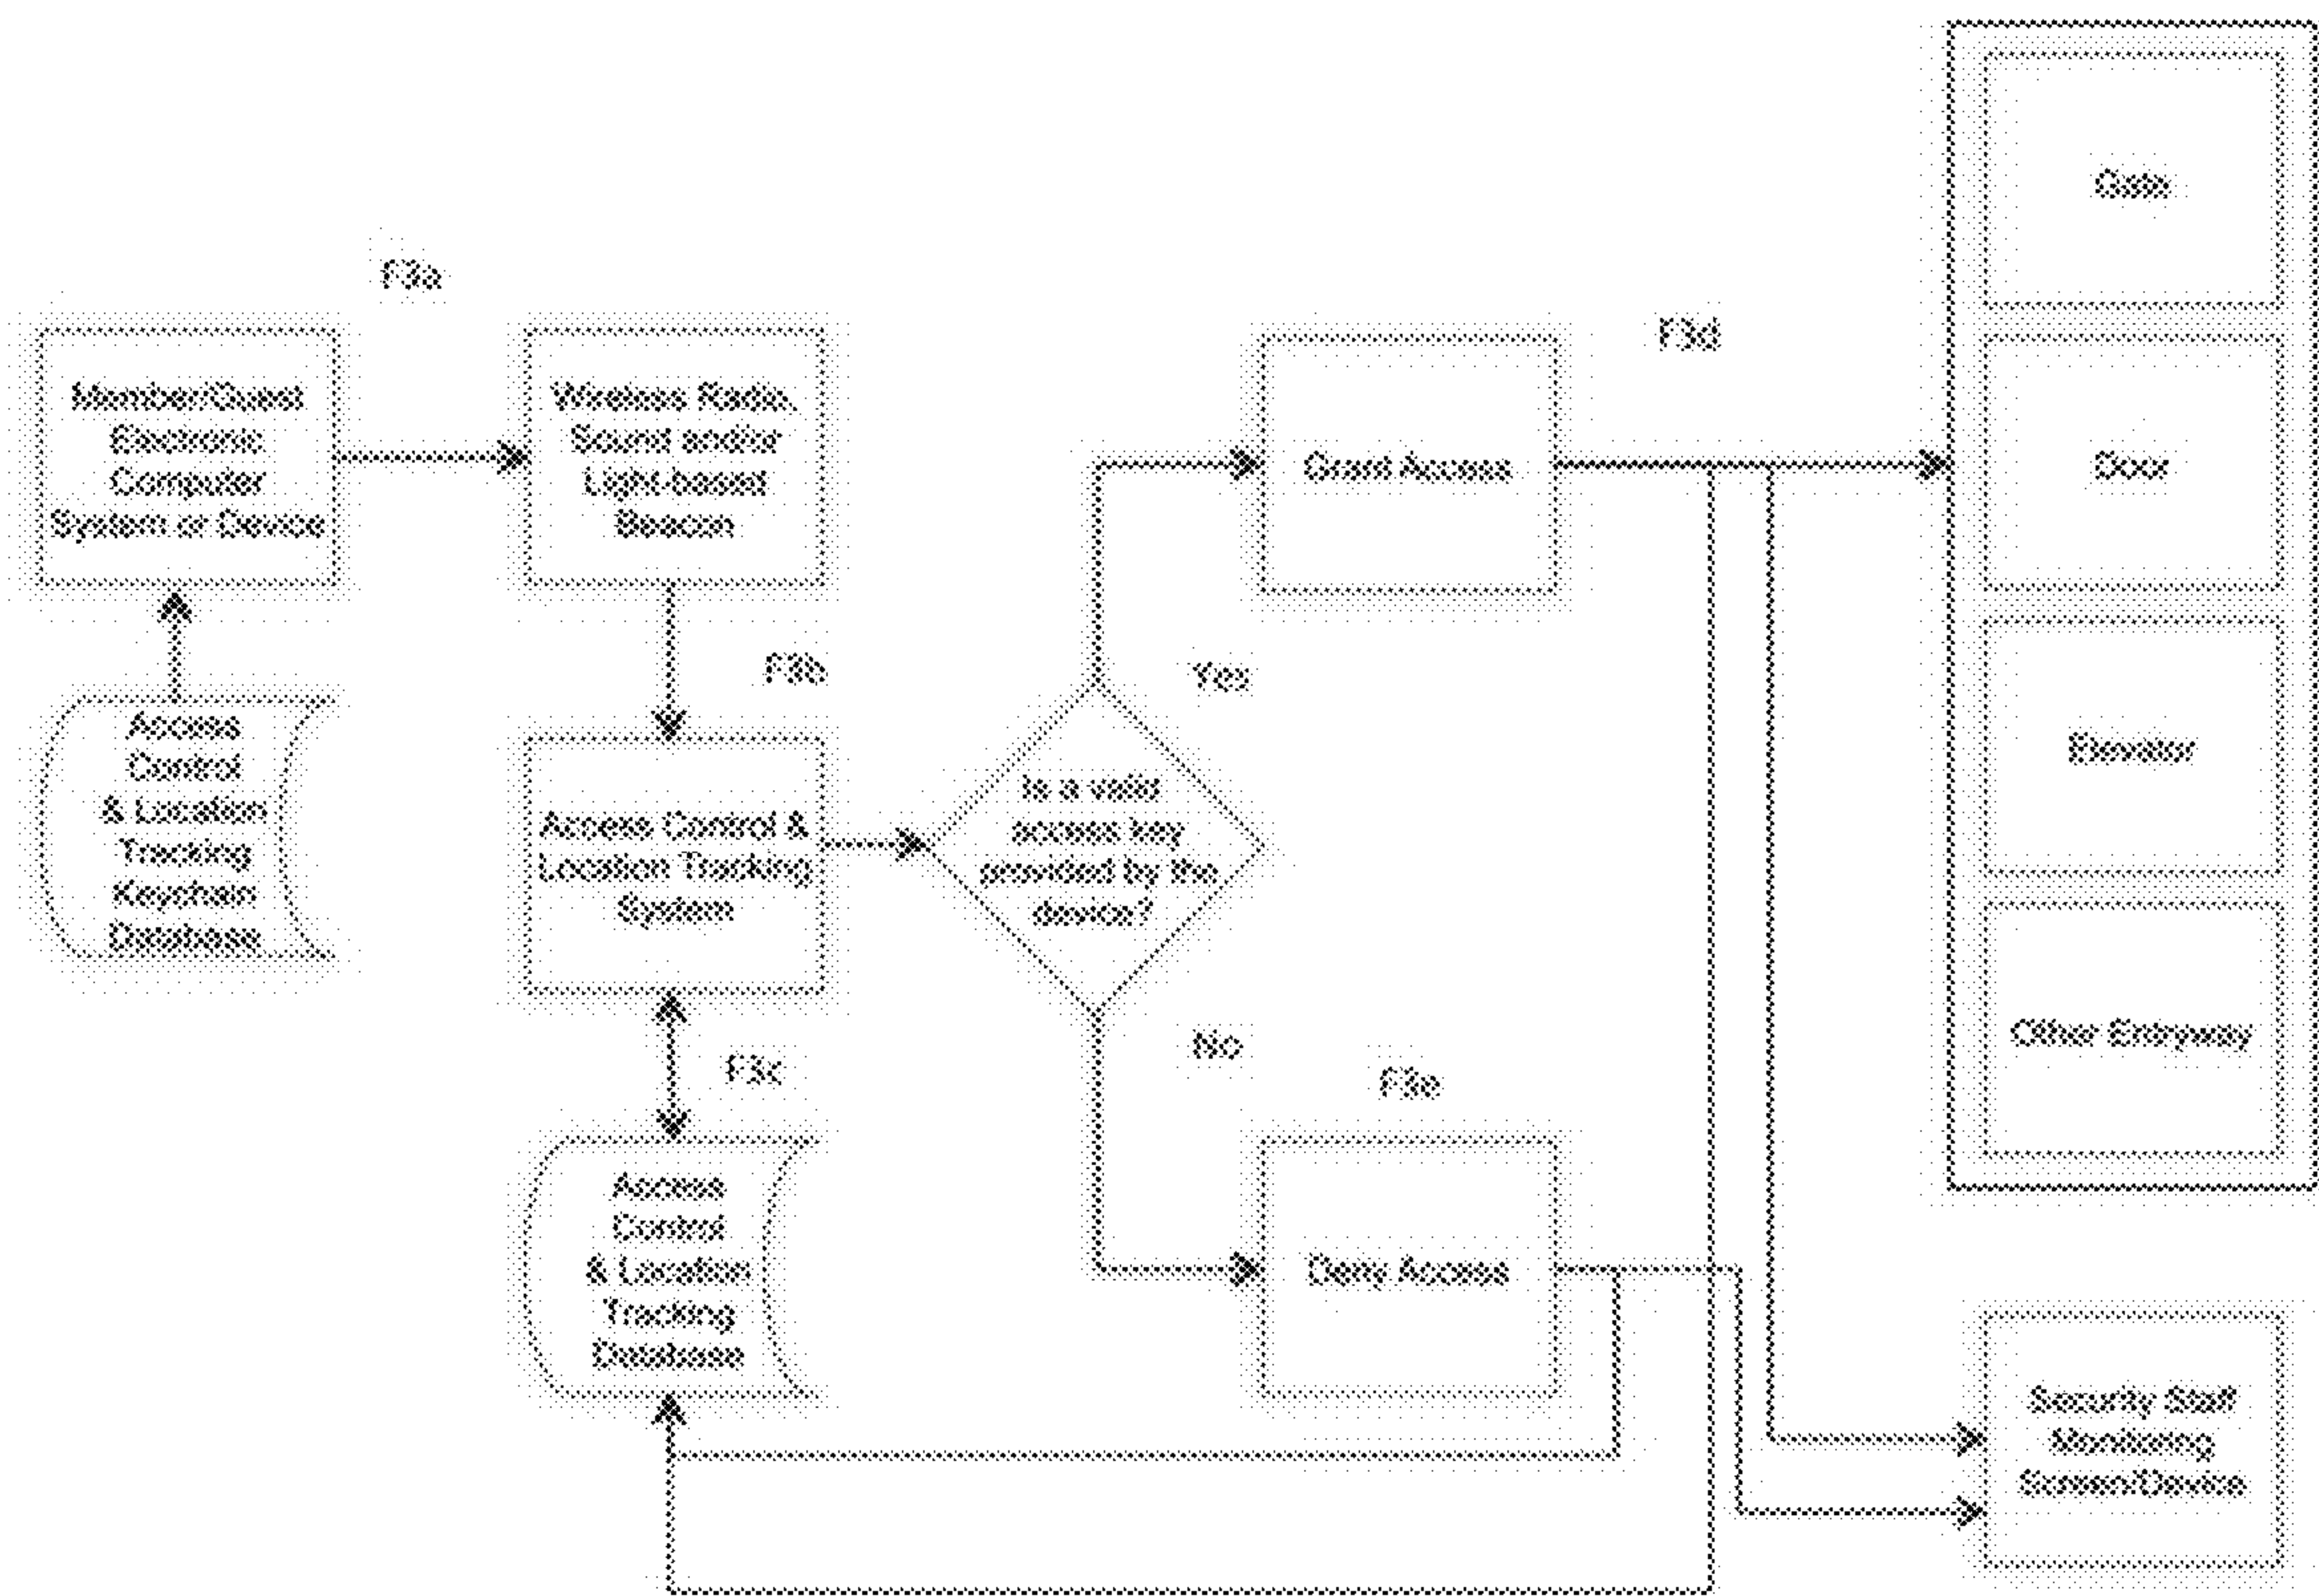 F3a
Member/Guest
Electronic
Computer
System or Device
Wireless Radio,
Sound and/or
Light-based
Beacon
F3b
Access
Control
& Location
Tracking
Keychain
Database
Access Control &
Location Tracking
System
F3c
Access
Control
& Location
Tracking
Database
Is a valid
access key
provided by the
device?
Yes
No
Grant Access
F3d
F3e
Deny Access
Gate
Door
Elevator
Other Entryway
Security Staff
Monitoring
Screen/Device